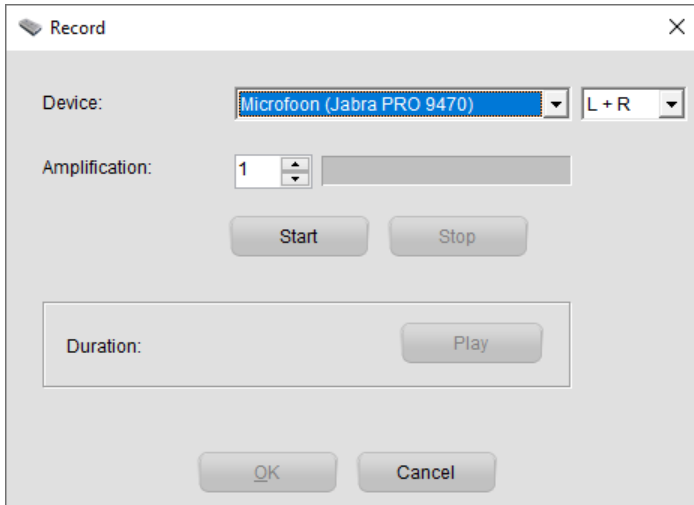 Record
Device: Microfoon (Jabra PRO 9470) L + R
Amplification: 1
Start Stop
Duration: Play
OK Cancel